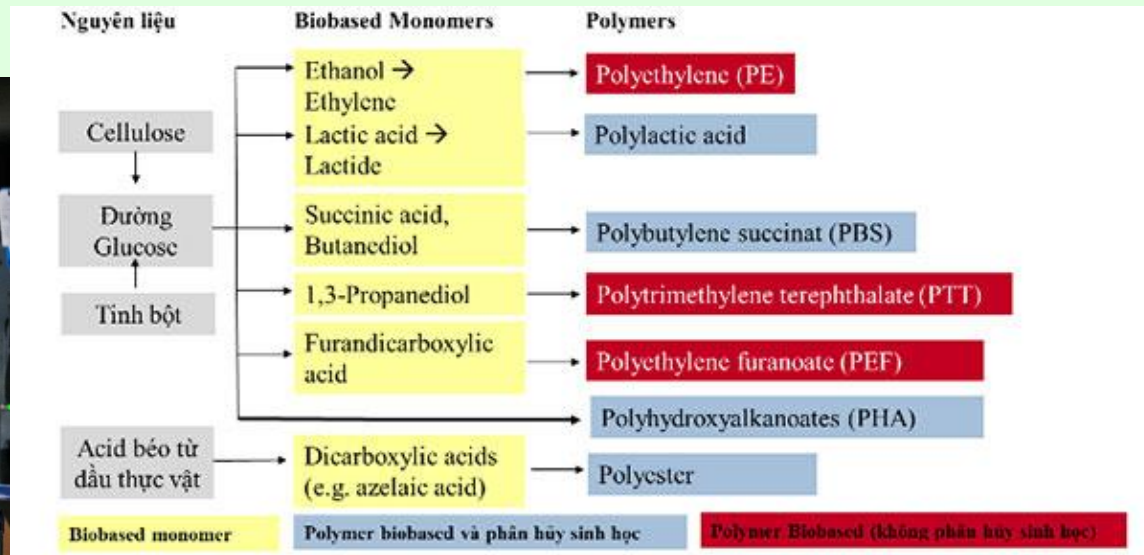 Nguyên liệu
Biobased Monomers
Polymers
Cellulose
Đường
Glucose
Tinh bột
Acid béo từ
dầu thực vật
Ethanol →
Ethylene
Lactic acid →
Lactide
Succinic acid,
Butanediol
1,3-Propanediol
Furandicarboxylic
acid
Dicarboxylic acids
(e.g. azelaic acid)
Polyethylene (PE)
Polylactic acid
Polybutylene succinat (PBS)
Polytrimethylene terephthalate (PTT)
Polyethylene furanoate (PEF)
Polyhydroxyalkanoates (PHA)
Polyester
Biobased monomer
Polymer biobased và phân hủy sinh học
Polymer Biobased (không phân hủy sinh học)